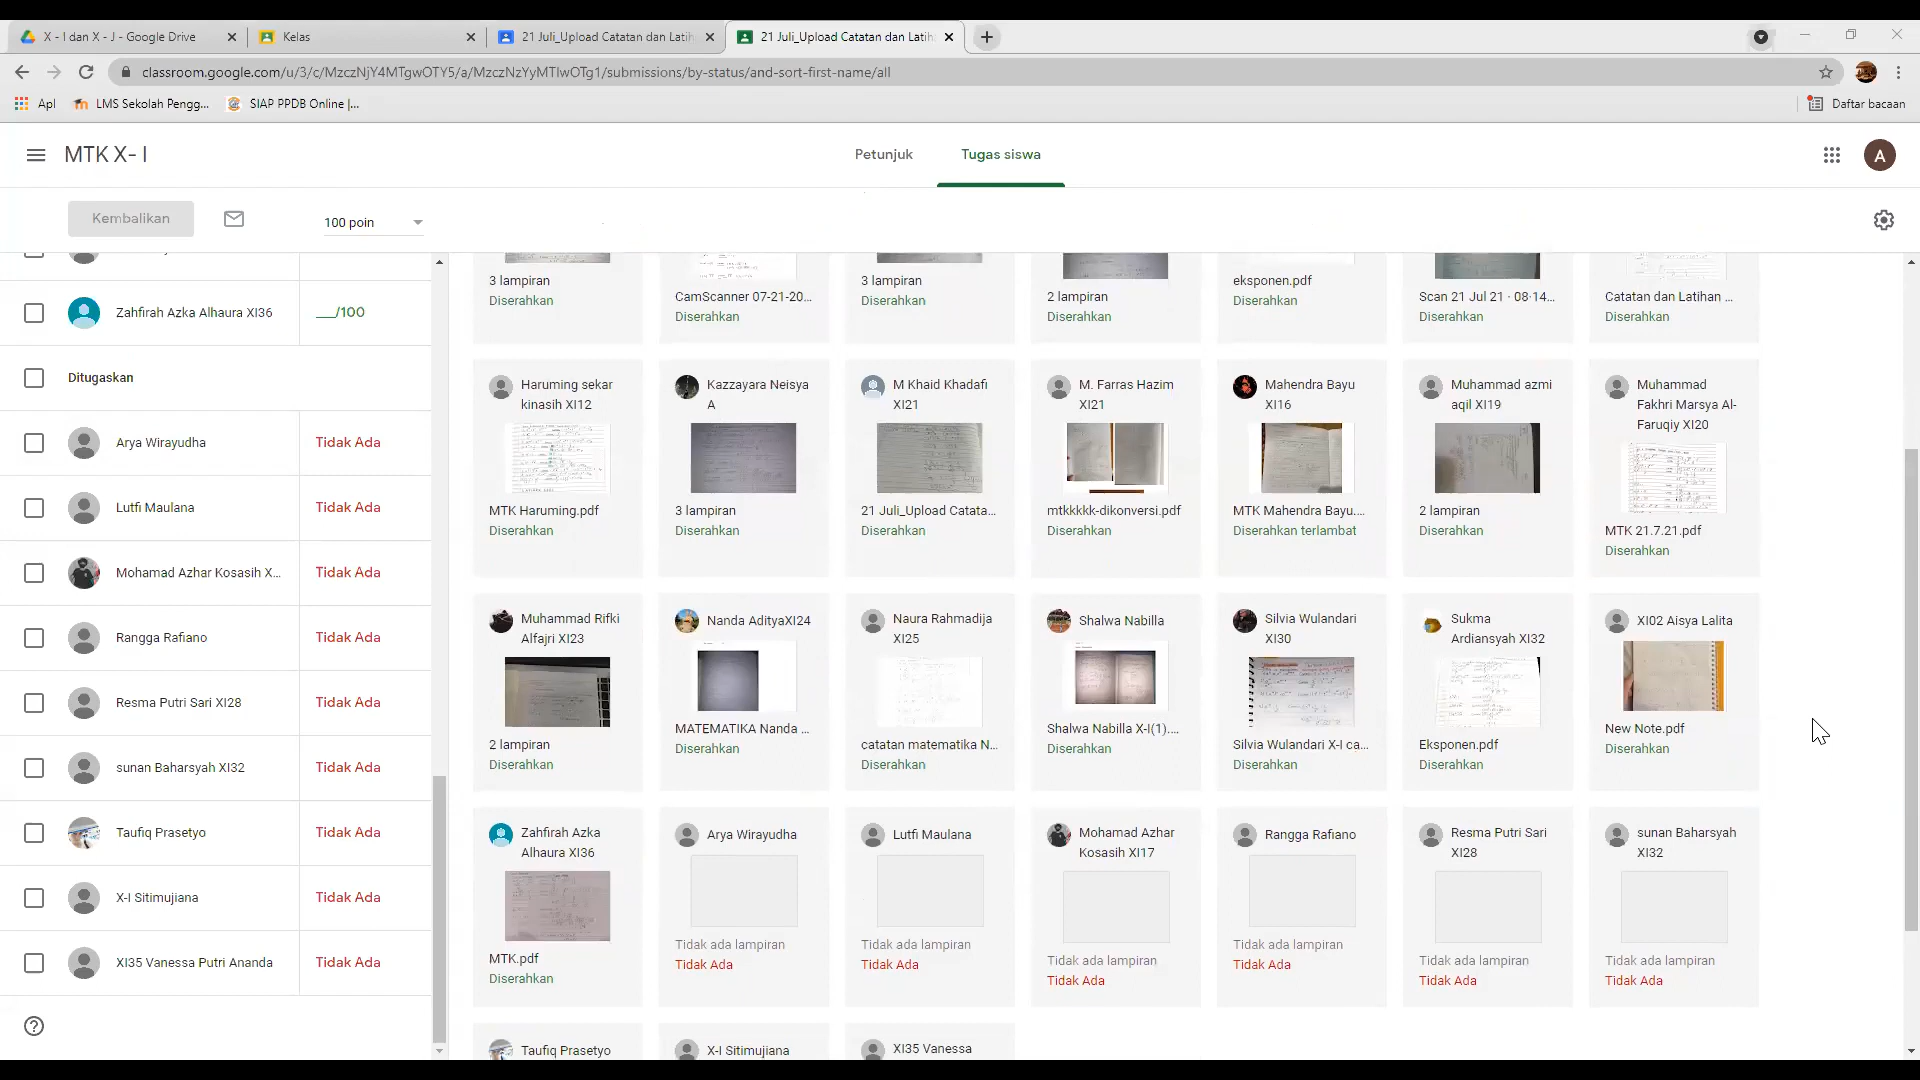 X - I dan X - J - Google Drive
Kelas
21 Juli_Upload Catatan dan Latih
21 Juli_Upload Catatan dan Latih
classroom.google.com/u/3/c/MzczNjY4MTgwOTY5/a/MzczNzYyMTIwOTg1/submissions/by-status/and-sort-first-name/all
Apl
LMS Sekolah Pengg...
SIAP PPDB Online |...
Daftar bacaan
MTK X- I
Petunjuk
Tugas siswa
A
Kembalikan
100 poin
Zahfirah Azka Alhaura XI36
___/100
Ditugaskan
Arya Wirayudha
Tidak Ada
Lutfi Maulana
Tidak Ada
Mohamad Azhar Kosasih X...
Tidak Ada
Rangga Rafiano
Tidak Ada
Resma Putri Sari XI28
Tidak Ada
sunan Baharsyah XI32
Tidak Ada
Taufiq Prasetyo
Tidak Ada
X-I Sitimujiana
Tidak Ada
XI35 Vanessa Putri Ananda
Tidak Ada
3 lampiran
Diserahkan
CamScanner 07-21-20...
Diserahkan
3 lampiran
Diserahkan
2 lampiran
Diserahkan
eksponen.pdf
Diserahkan
Scan 21 Jul 21 · 08·14...
Diserahkan
Catatan dan Latihan ...
Diserahkan
Haruming sekar
kinasih XI12
MTK Haruming.pdf
Diserahkan
Kazzayara Neisya
A
3 lampiran
Diserahkan
M Khaid Khadafi
XI21
21 Juli_Upload Catata...
Diserahkan
M. Farras Hazim
XI21
mtkkkkk-dikonversi.pdf
Diserahkan
Mahendra Bayu
XI16
MTK Mahendra Bayu....
Diserahkan terlambat
Muhammad azmi
aqil XI19
2 lampiran
Diserahkan
Muhammad
Fakhri Marsya Al-
Faruqiy XI20
MTK 21.7.21.pdf
Diserahkan
Muhammad Rifki
Alfajri XI23
2 lampiran
Diserahkan
Nanda AdityaXI24
MATEMATIKA Nanda ...
Diserahkan
Naura Rahmadija
XI25
catatan matematika N...
Diserahkan
Shalwa Nabilla
Shalwa Nabilla X-I(1)....
Diserahkan
Silvia Wulandari
XI30
Silvia Wulandari X-I ca...
Diserahkan
Sukma
Ardiansyah XI32
Eksponen.pdf
Diserahkan
XI02 Aisya Lalita
New Note.pdf
Diserahkan
Zahfirah Azka
Alhaura XI36
MTK.pdf
Diserahkan
Arya Wirayudha
Tidak ada lampiran
Tidak Ada
Lutfi Maulana
Tidak ada lampiran
Tidak Ada
Mohamad Azhar
Kosasih XI17
Tidak ada lampiran
Tidak Ada
Rangga Rafiano
Tidak ada lampiran
Tidak Ada
Resma Putri Sari
XI28
Tidak ada lampiran
Tidak Ada
sunan Baharsyah
XI32
Tidak ada lampiran
Tidak Ada
Taufiq Prasetyo
X-I Sitimujiana
XI35 Vanessa